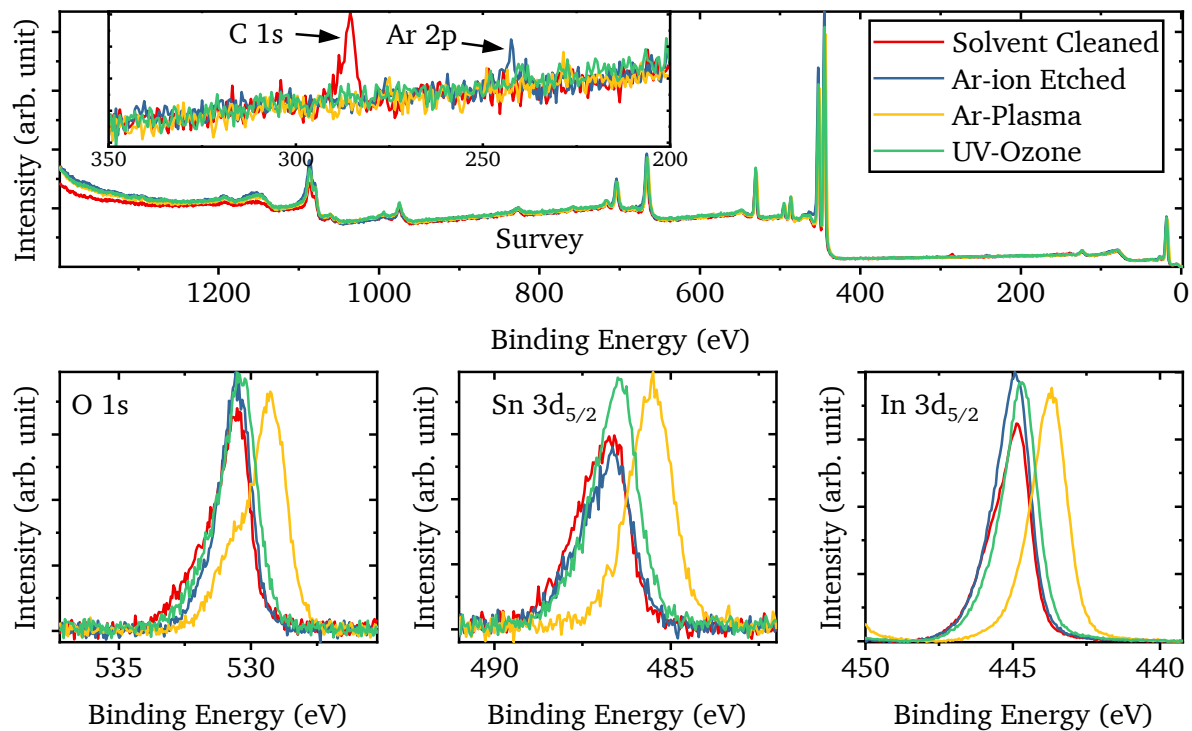 Intensity (arb. unit)
C 1s
Ar 2p
350
300
250
200
Solvent Cleaned
Ar-ion Etched
Ar-Plasma
UV-Ozone
Survey
1200
1000
800
600
400
200
0
Binding Energy (eV)
Intensity (arb. unit)
O 1s
535
530
Binding Energy (eV)
Intensity (arb. unit)
Sn 3d5/2
490
485
Binding Energy (eV)
Intensity (arb. unit)
In 3d5/2
450
445
440
Binding Energy (eV)